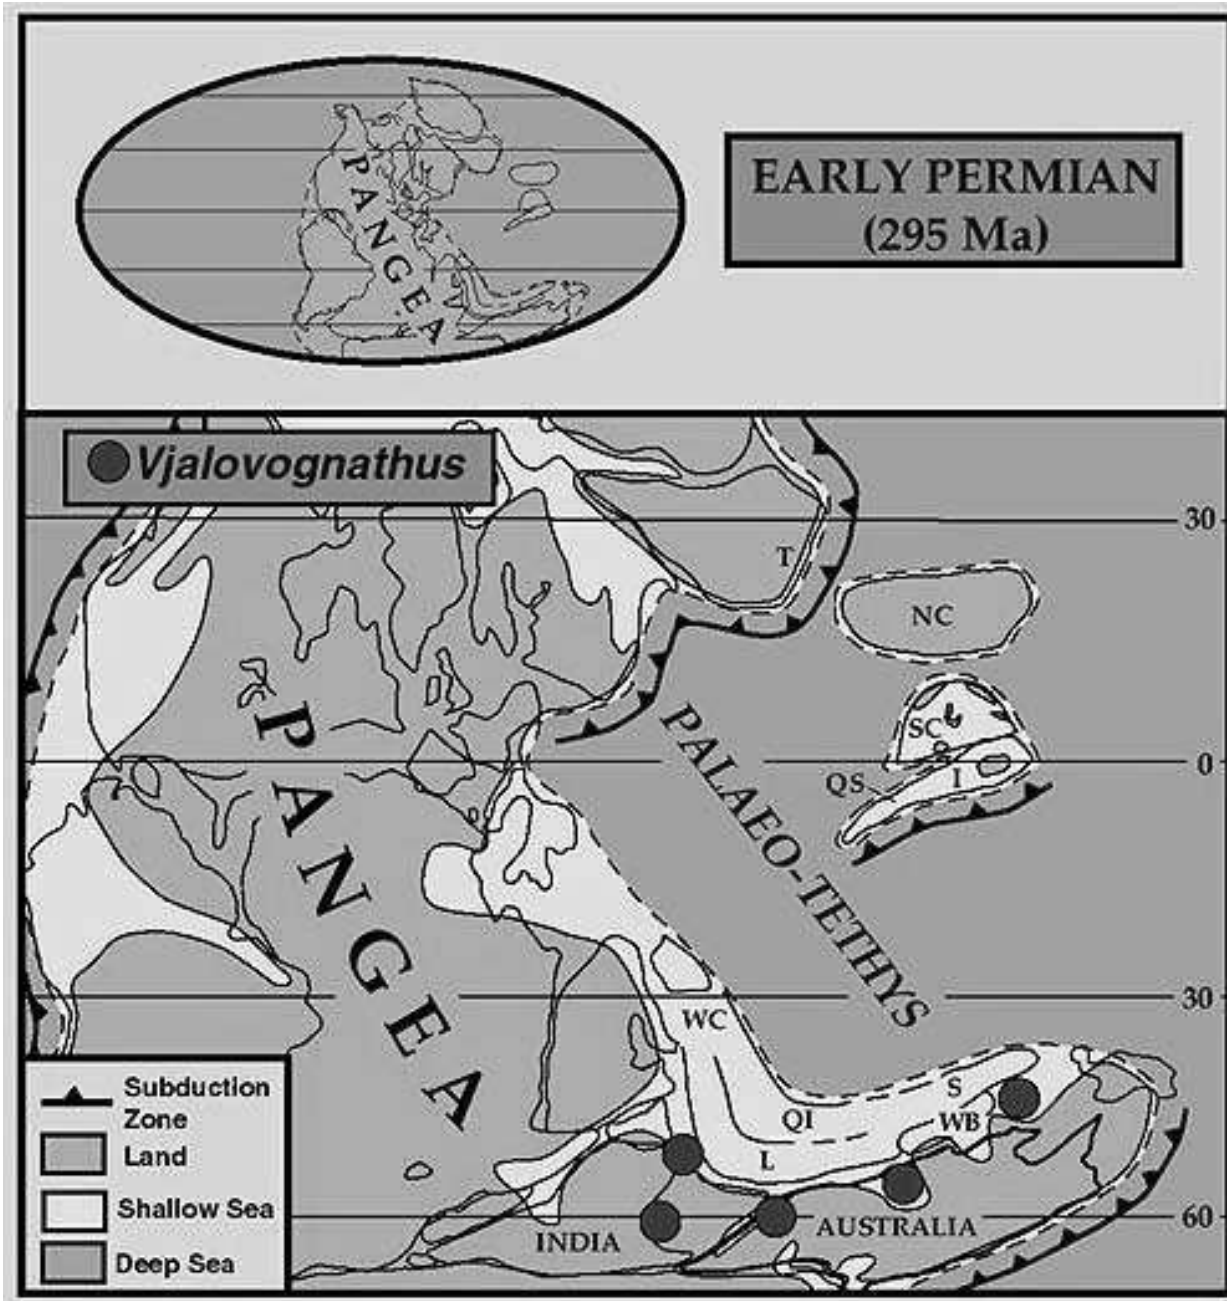 PANGEA
EARLY PERMIAN
(295 Ma)
Vjalovognathus
30
T
NC
PANGEA
PALAEO-TETHYS
SC
0
QS
I
30
WC
S
QI
WB
L
60
INDIA
AUSTRALIA
Subduction
Zone
Land
Shallow Sea
Deep Sea